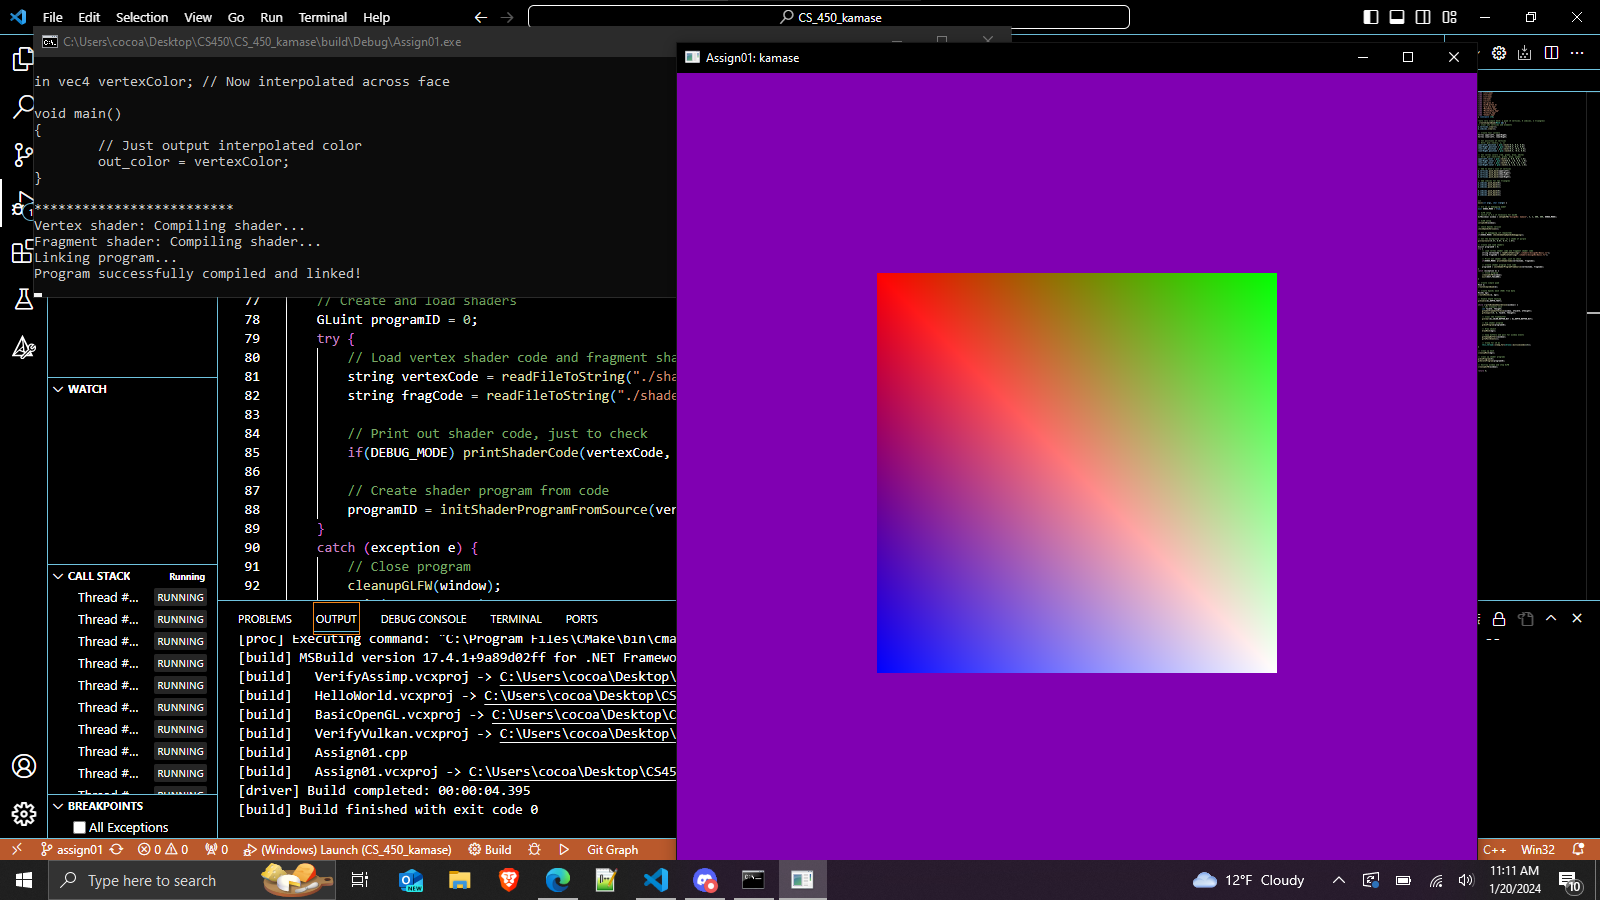 File Edit Selection View Go Run Terminal Help
CS_450_kamase
C:\Users\cocoa\Desktop\CS450\CS_450_kamase\build\Debug\Assign01.exe
Assign01: kamase
in vec4 vertexColor; // Now interpolated across face
void main()
{
// Just output interpolated color
out_color = vertexColor;
}
*************************
Vertex shader: Compiling shader...
Fragment shader: Compiling shader...
Linking program...
Program successfully compiled and linked!
1
77 // Create and load shaders
78 GLuint programID = 0;
79 try {
80 // Load vertex shader code and fragment sha
81 string vertexCode = readFileToString("./sha
82 string fragCode = readFileToString("./shade
83
84 // Print out shader code, just to check
85 if(DEBUG_MODE) printShaderCode(vertexCode,
86
87 // Create shader program from code
88 programID = initShaderProgramFromSource(ver
89 }
90 catch (exception e) {
91 // Close program
92 cleanupGLFW(window);
WATCH
CALL STACK Running
Thread #... RUNNING
Thread #... RUNNING
Thread #... RUNNING
Thread #... RUNNING
Thread #... RUNNING
Thread #... RUNNING
Thread #... RUNNING
Thread #... RUNNING
Thread #... RUNNING
Thread #... RUNNING
BREAKPOINTS
All Exceptions
PROBLEMS OUTPUT DEBUG CONSOLE TERMINAL PORTS
[proc] Executing command: "C:\Program Files\CMake\bin\cma
[build] MSBuild version 17.4.1+9a89d02ff for .NET Framewo
[build] VerifyAssimp.vcxproj -> C:\Users\cocoa\Desktop\
[build] HelloWorld.vcxproj -> C:\Users\cocoa\Desktop\CS
[build] BasicOpenGL.vcxproj -> C:\Users\cocoa\Desktop\C
[build] VerifyVulkan.vcxproj -> C:\Users\cocoa\Desktop\
[build] Assign01.cpp
[build] Assign01.vcxproj -> C:\Users\cocoa\Desktop\CS45
[driver] Build completed: 00:00:04.395
[build] Build finished with exit code 0
assign01 0 0 0 (Windows) Launch (CS_450_kamase) Build Git Graph C++ Win32
Type here to search NEW 12°F Cloudy 11:11 AM
1/20/2024 10